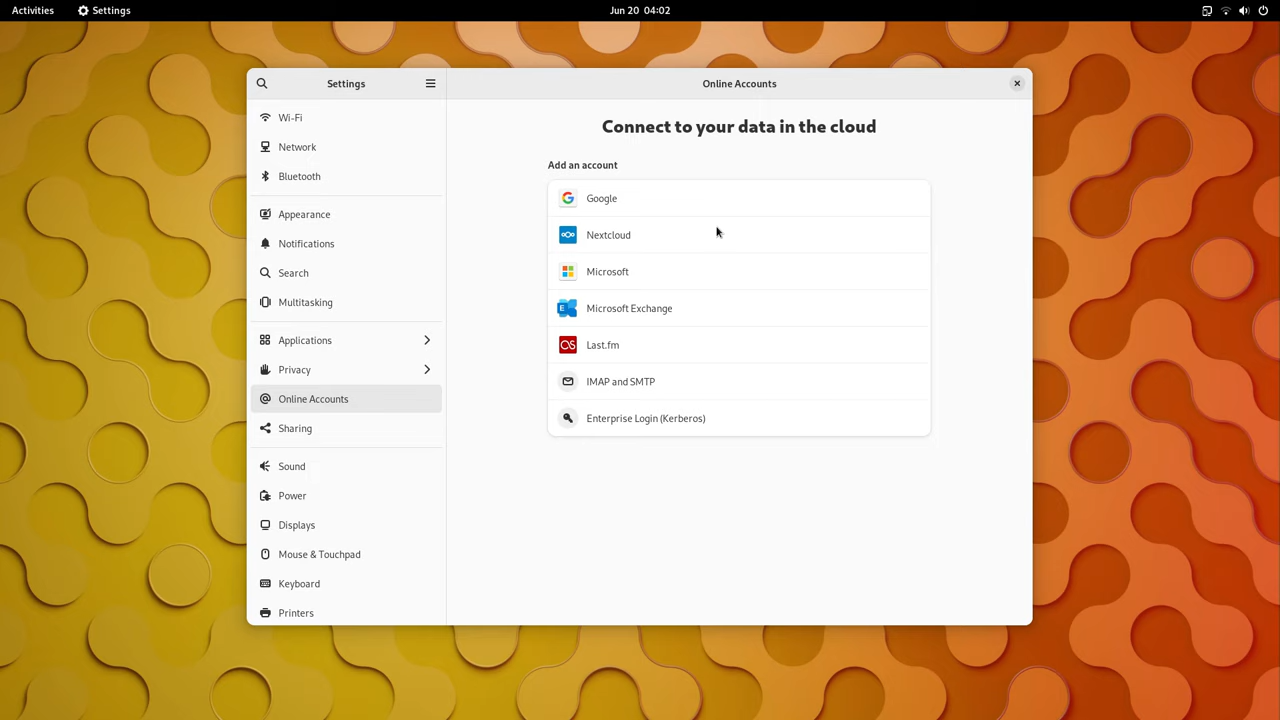 Activities
Settings
Jun 20 04:02
Settings
Online Accounts
Wi-Fi
Network
Bluetooth
Appearance
Notifications
Search
Multitasking
Applications
Privacy
Online Accounts
Sharing
Sound
Power
Displays
Mouse & Touchpad
Keyboard
Printers
Connect to your data in the cloud
Add an account
Google
Nextcloud
Microsoft
Microsoft Exchange
Last.fm
IMAP and SMTP
Enterprise Login (Kerberos)